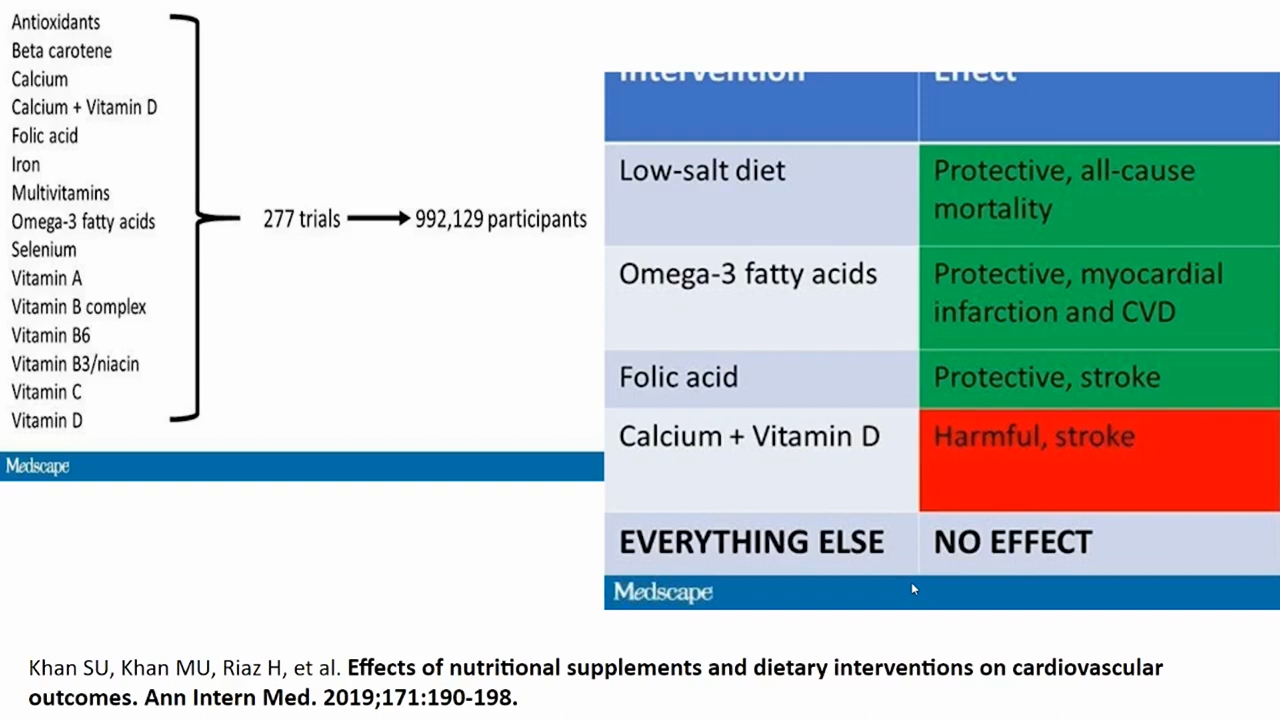 Antioxidants
Beta carotene
Calcium
Calcium + Vitamin D
Folic acid
Iron
Multivitamins
Omega-3 fatty acids
Selenium
Vitamin A
Vitamin B complex
Vitamin B6
Vitamin B3/niacin
Vitamin C
Vitamin D
277 trials
992,129 participants
Medscape
Intervention
Effect
Low-salt diet
Protective, all-cause
mortality
Omega-3 fatty acids
Protective, myocardial
infarction and CVD
Folic acid
Protective, stroke
Calcium + Vitamin D
Harmful, stroke
EVERYTHING ELSE
NO EFFECT
Medscape
Khan SU, Khan MU, Riaz H, et al. Effects of nutritional supplements and dietary interventions on cardiovascular
outcomes. Ann Intern Med. 2019;171:190-198.